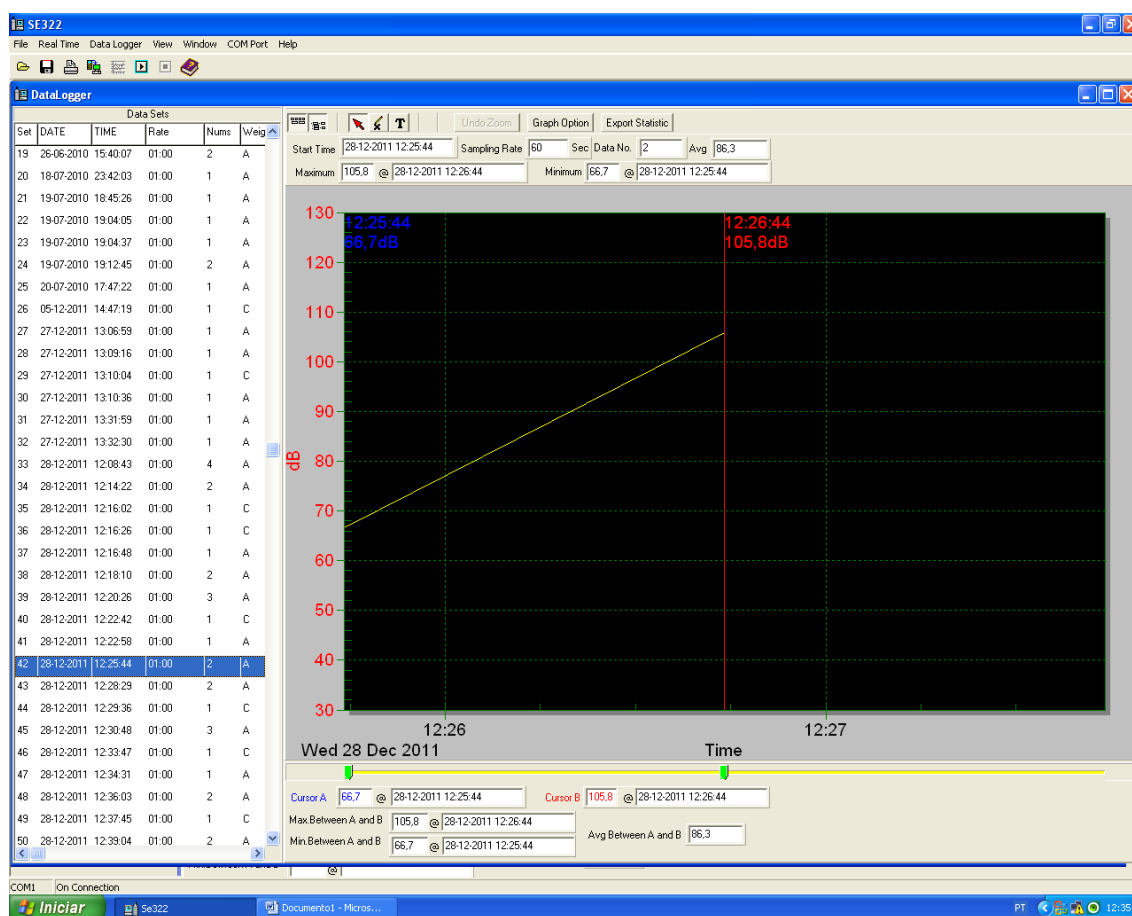 SE322
File Real Time Data Logger View Window COM Port Help
DataLogger
Data Sets
Set DATE TIME Rate Nums Weig
19 26-06-2010 15:40:07 01:00 2 A
20 18-07-2010 23:42:03 01:00 1 A
21 19-07-2010 18:45:26 01:00 1 A
22 19-07-2010 19:04:05 01:00 1 A
23 19-07-2010 19:04:37 01:00 1 A
24 19-07-2010 19:12:45 01:00 2 A
25 20-07-2010 17:47:22 01:00 1 A
26 05-12-2011 14:47:19 01:00 1 C
27 27-12-2011 13:06:59 01:00 1 A
28 27-12-2011 13:09:16 01:00 1 A
29 27-12-2011 13:10:04 01:00 1 C
30 27-12-2011 13:10:36 01:00 1 A
31 27-12-2011 13:31:59 01:00 1 A
32 27-12-2011 13:32:30 01:00 1 A
33 28-12-2011 12:08:43 01:00 4 A
34 28-12-2011 12:14:22 01:00 2 A
35 28-12-2011 12:16:02 01:00 1 C
36 28-12-2011 12:16:26 01:00 1 C
37 28-12-2011 12:16:48 01:00 1 A
38 28-12-2011 12:18:10 01:00 2 A
39 28-12-2011 12:20:26 01:00 3 A
40 28-12-2011 12:22:42 01:00 1 C
41 28-12-2011 12:22:58 01:00 1 A
42 28-12-2011 12:25:44 01:00 2 A
43 28-12-2011 12:28:29 01:00 2 A
44 28-12-2011 12:29:36 01:00 1 C
45 28-12-2011 12:30:48 01:00 3 A
46 28-12-2011 12:33:47 01:00 1 C
47 28-12-2011 12:34:31 01:00 1 A
48 28-12-2011 12:36:03 01:00 2 A
49 28-12-2011 12:37:45 01:00 1 C
50 28-12-2011 12:39:04 01:00 2 A
T Undo Zoom Graph Option Export Statistic
Start Time 28-12-2011 12:25:44 Sampling Rate 60 Sec Data No. 2 Avg 86,3
Maximum 105,8 @ 28-12-2011 12:26:44 Minimum 66,7 @ 28-12-2011 12:25:44
12:25:44 12:26:44
66,7dB 105,8dB
130
120
110
100
90
80
70
60
50
40
30
dB
12:26 12:27
Wed 28 Dec 2011 Time
Cursor A 66,7 @ 28-12-2011 12:25:44 Cursor B 105,8 @ 28-12-2011 12:26:44
Max.Between A and B 105,8 @ 28-12-2011 12:26:44
Min.Between A and B 66,7 @ 28-12-2011 12:25:44
Avg Between A and B 86,3
@
COM1 On Connection
Iniciar Se322 Documento1 - Micros... PT 12:35